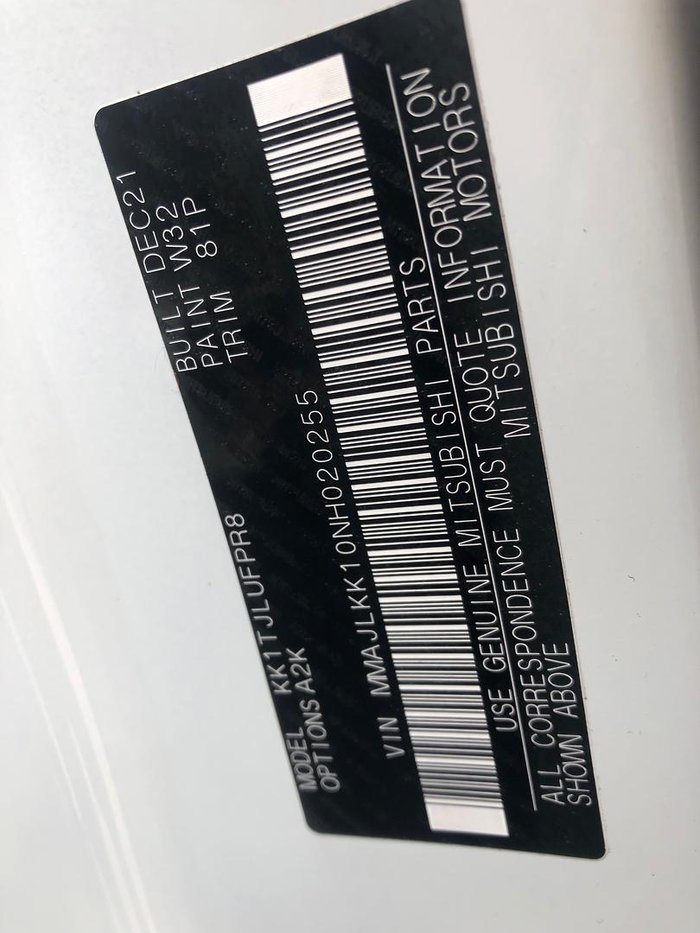 MODEL KK1TJLUFPR8 BUILT DEC21
OPTIONS A2K PAINT W32
TRIM 81P
VIN MMAJLKK10NH020255
USE GENUINE MITSUBISHI PARTS
ALL CORRESPONDENCE MUST QUOTE INFORMATION
SHOWN ABOVE MITSUBISHI MOTORS